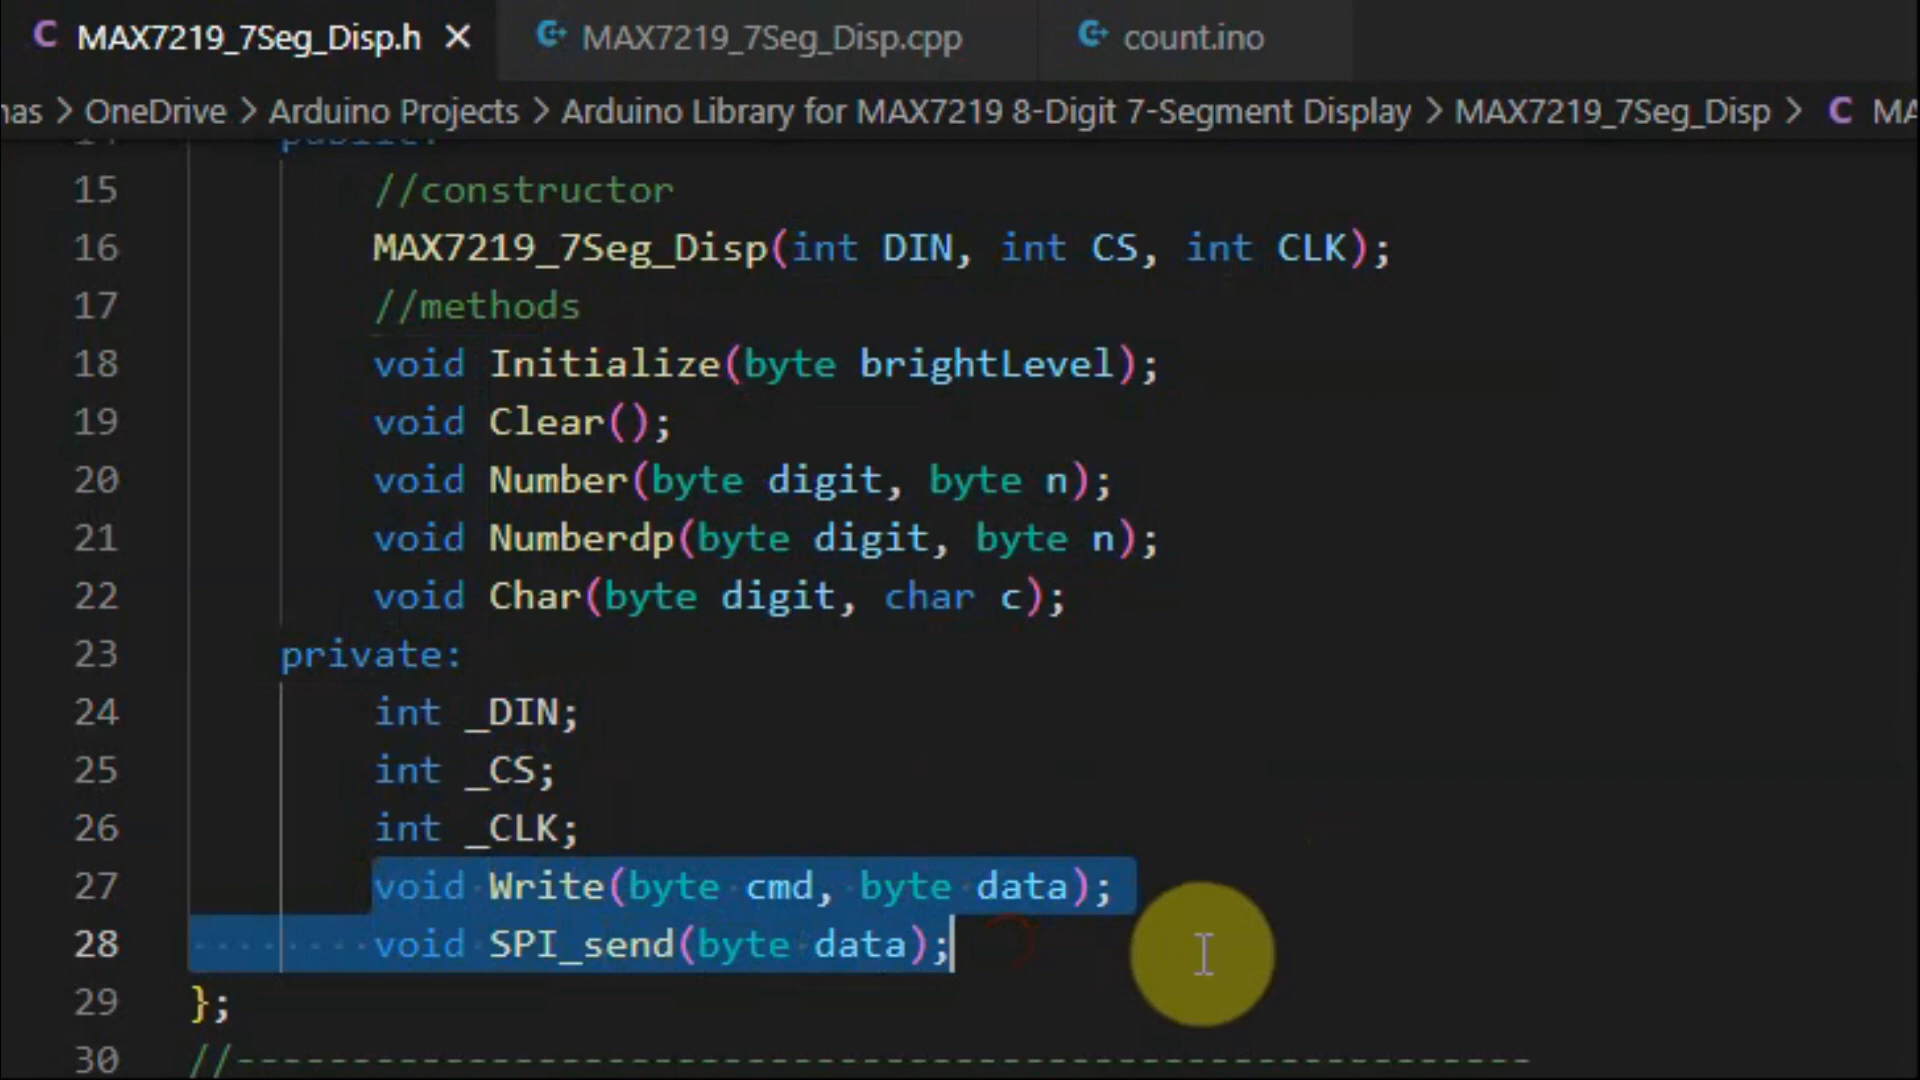 C MAX7219_7Seg_Disp.h × MAX7219_7Seg_Disp.cpp count.ino
nas > OneDrive > Arduino Projects > Arduino Library for MAX7219 8-Digit 7-Segment Display > MAX7219_7Seg_Disp > C MA
14 public:
15 //constructor
16 MAX7219_7Seg_Disp(int DIN, int CS, int CLK);
17 //methods
18 void Initialize(byte brightLevel);
19 void Clear();
20 void Number(byte digit, byte n);
21 void Numberdp(byte digit, byte n);
22 void Char(byte digit, char c);
23 private:
24 int _DIN;
25 int _CS;
26 int _CLK;
27 void Write(byte cmd, byte data);
28 void SPI_send(byte data);
29 };
30 //--------------------------------------------------------